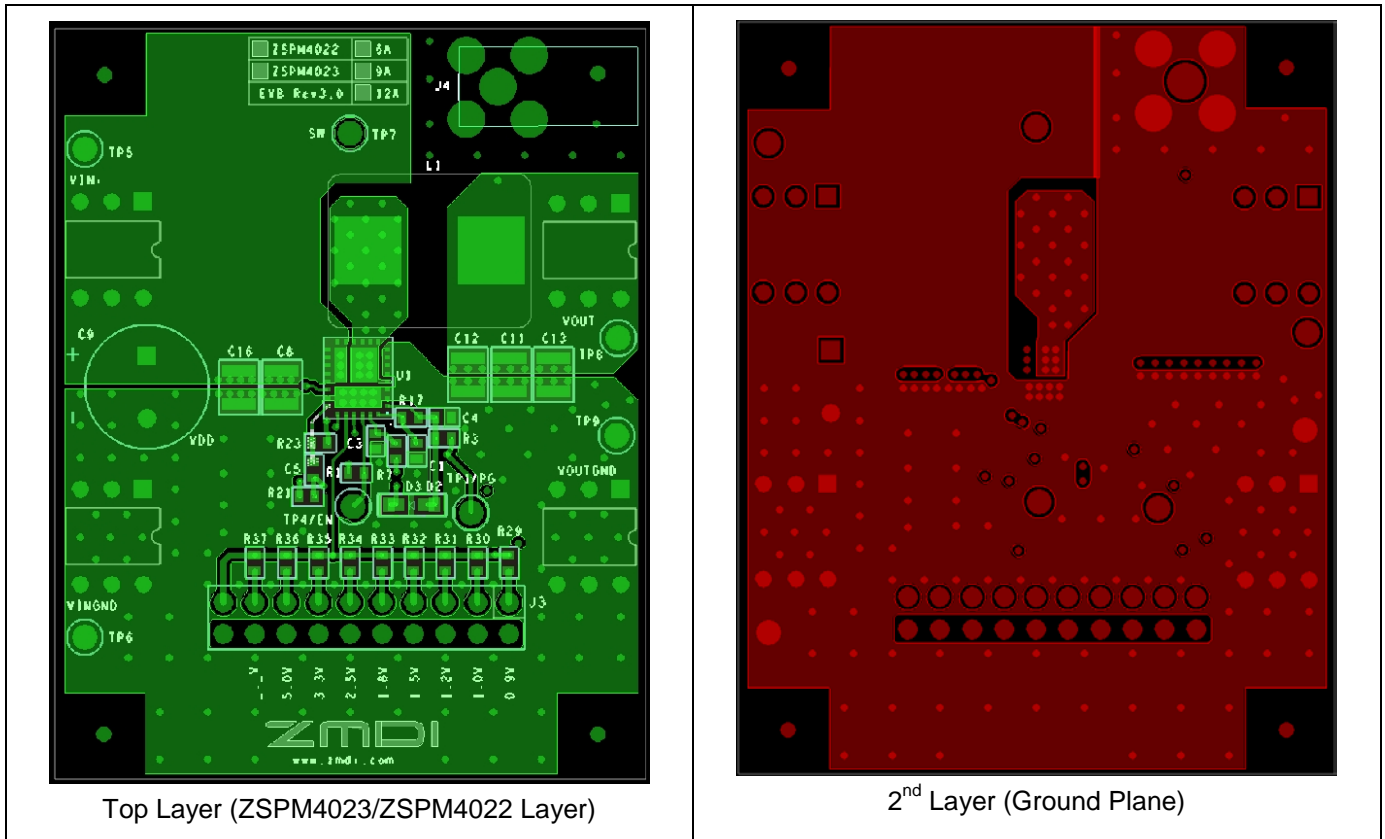 ZSPM4022 6A
ZSPM4023 9A
EVB Rev3.0 12A
J4
SW TP7
TP5
L1
VIN+
VOUT
C9
C16 C8
C12 C11 C13
TP8
+
U1
-
R17
C4
TP9
VDD
R23 C3 R3
C5 R1 R7 C1 TP1/PG
VOUTGND
R21
D3 D2
TP4/EN
R37 R36 R35 R34 R33 R32 R31 R30 R29
VINGND
J3
TP6
-.-V
5.0V
3.3V
2.5V
1.8V
1.5V
1.2V
1.0V
0.9V
ZMDI
www.zmdi.com
Top Layer (ZSPM4023/ZSPM4022 Layer)
2nd Layer (Ground Plane)